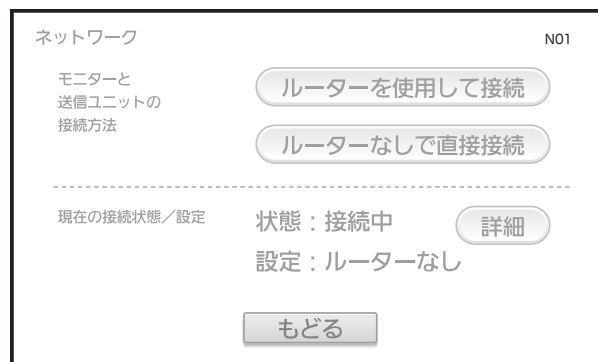 ネットワーク
N01
モニターと
送信ユニットの
接続方法
ルーターを使用して接続
ルーターなしで直接接続
現在の接続状態／設定
状態：接続中
詳細
設定：ルーターなし
もどる